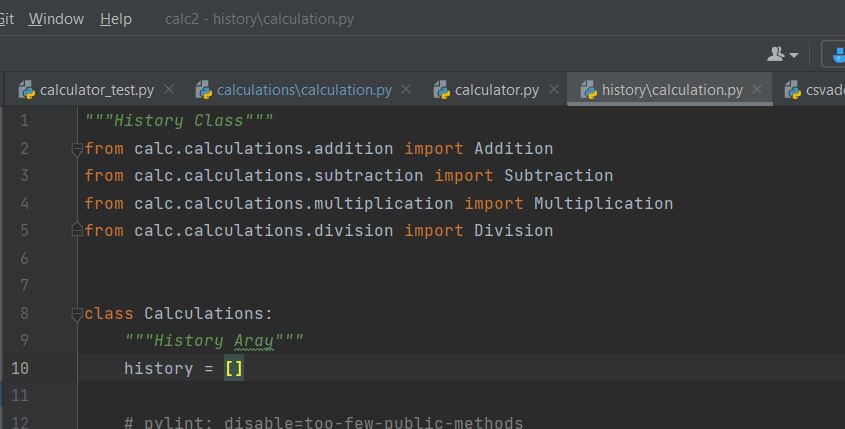 Git Window Help calc2 - history\calculation.py
calculator_test.py calculations\calculation.py calculator.py history\calculation.py
1 """History Class"""
2 from calc.calculations.addition import Addition
3 from calc.calculations.subtraction import Subtraction
4 from calc.calculations.multiplication import Multiplication
5 from calc.calculations.division import Division
6
7
8 class Calculations:
9 """History Aray"""
10 history = []
11
12 # pylint: disable=too-few-public-methods